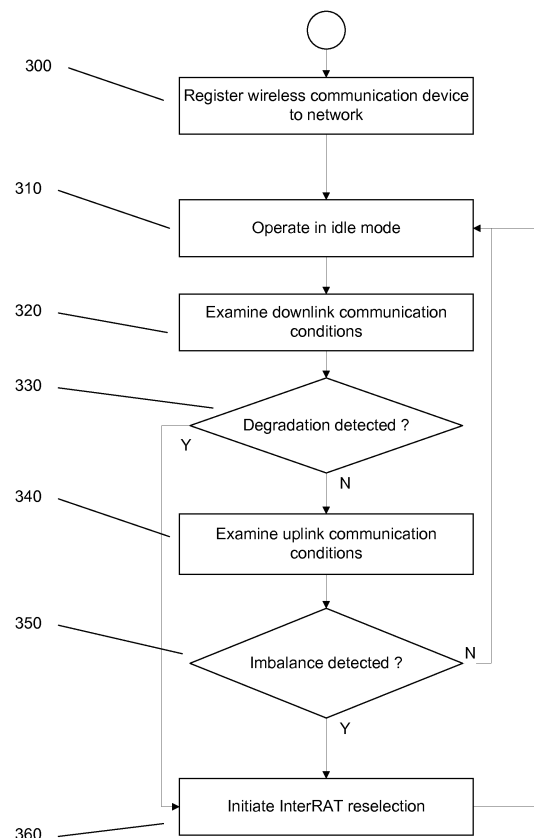 300
Register wireless communication device
to network
310
Operate in idle mode
320
Examine downlink communication
conditions
330
Degradation detected ?
Y
N
340
Examine uplink communication
conditions
350
Imbalance detected ?
N
Y
Initiate InterRAT reselection
360